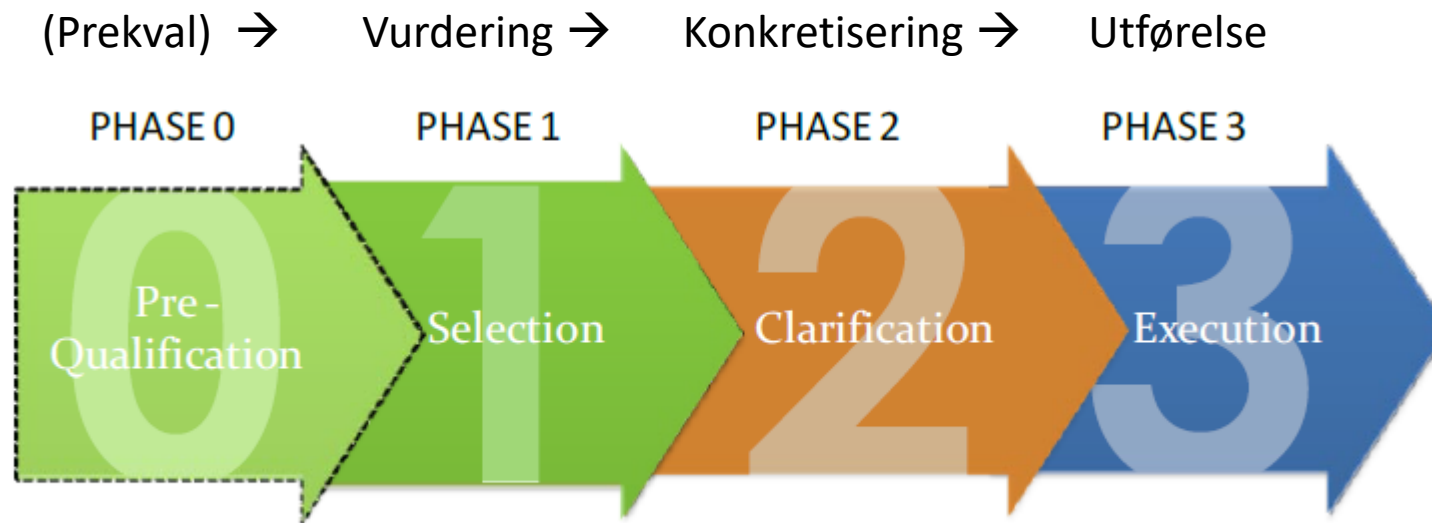 (Prekval) → Vurdering → Konkretisering → Utførelse
PHASE 0 PHASE 1 PHASE 2 PHASE 3
0 1 2 3
Pre-
Qualification
Selection
Clarification
Execution